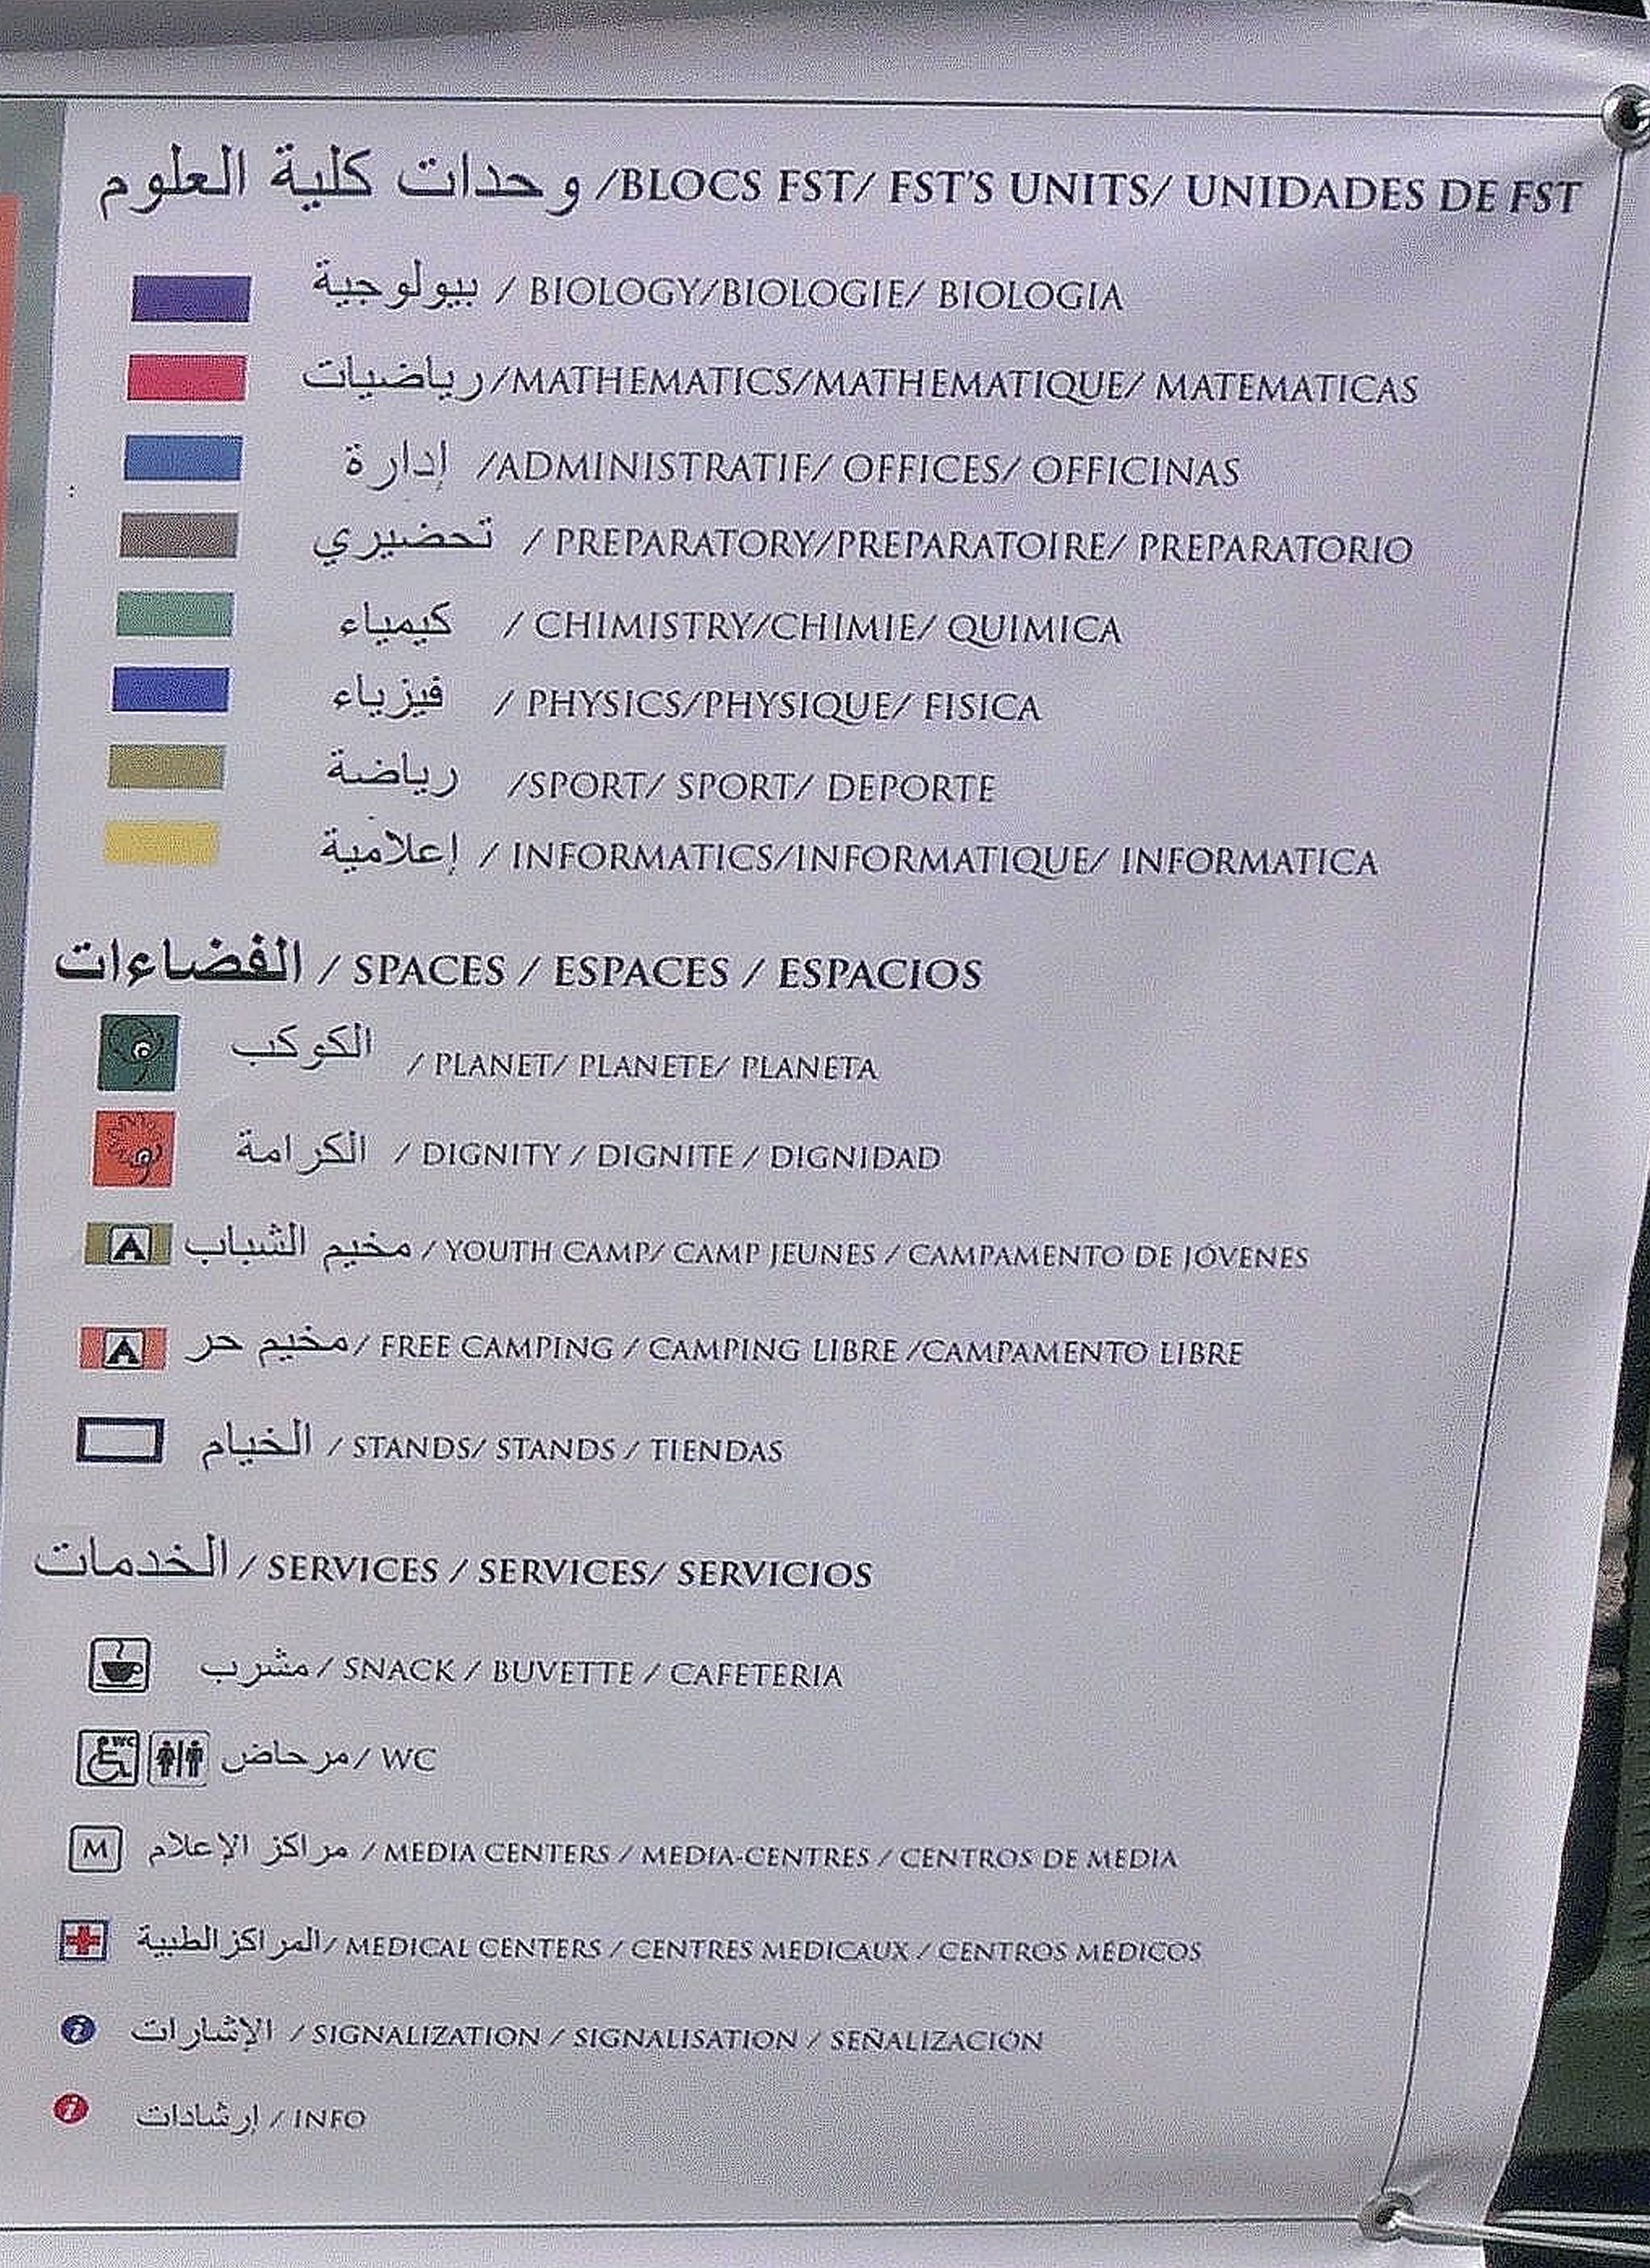 وحدات كلية العلوم /BLOCS FST/ FST'S UNITS/ UNIDADES DE FST
بيولوجية / BIOLOGY/BIOLOGIE/ BIOLOGIA
رياضيات /MATHEMATICS/MATHEMATIQUE/ MATEMATICAS
إدارة /ADMINISTRATIF/ OFFICES/ OFFICINAS
تحضيري / PREPARATORY/PREPARATOIRE/ PREPARATORIO
كيمياء / CHIMISTRY/CHIMIE/ QUIMICA
فيزياء / PHYSICS/PHYSIQUE/ FISICA
رياضة /SPORT/ SPORT/ DEPORTE
إعلامية / INFORMATICS/INFORMATIQUE/ INFORMATICA
الفضاءات / SPACES / ESPACES / ESPACIOS
الكوكب / PLANET/ PLANETE/ PLANETA
الكرامة / DIGNITY / DIGNITE / DIGNIDAD
مخيم الشباب / YOUTH CAMP/ CAMP JEUNES / CAMPAMENTO DE JÓVENES
مخيم حر / FREE CAMPING / CAMPING LIBRE /CAMPAMENTO LIBRE
الخيام / STANDS/ STANDS / TIENDAS
الخدمات / SERVICES / SERVICES/ SERVICIOS
مشرب / SNACK / BUVETTE / CAFETERIA
WC مرحاض / WC
M مراكز الإعلام / MEDIA CENTERS / MEDIA-CENTRES / CENTROS DE MEDIA
المراكز الطبية / MEDICAL CENTERS / CENTRES MEDICAUX / CENTROS MÉDICOS
i الإشارات / SIGNALIZATION / SIGNALISATION / SEÑALIZACIÓN
i إرشادات / INFO